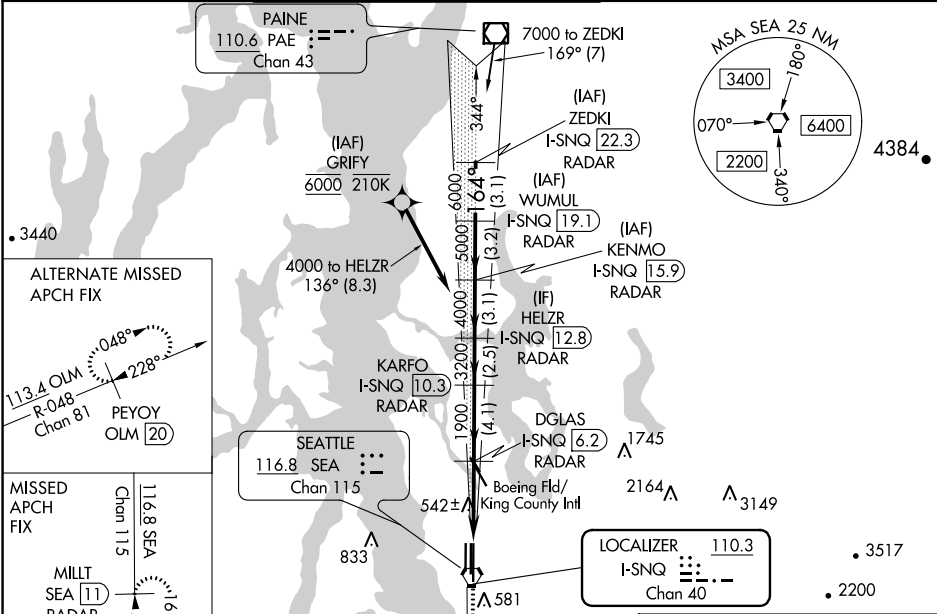 PAINE
110.6 PAE
Chan 43
7000 to ZEDKI
169° (7)
344°
(IAF)
ZEDKI
I-SNQ 22.3
RADAR
MSA SEA 25 NM
3400
180°
070°
6400
2200
340°
4384
(IAF)
GRIFY
6000 210K
6000
164°
(3.1)
(IAF)
WUMUL
I-SNQ 19.1
RADAR
5000
(3.2)
3440
4000 to HELZR
136° (8.3)
(IAF)
KENMO
I-SNQ 15.9
RADAR
4000
(3.1)
ALTERNATE MISSED
APCH FIX
048°
228°
113.4 OLM
R-048
Chan 81
PEYOY
OLM 20
(IF)
HELZR
I-SNQ 12.8
RADAR
3200
(2.5)
KARFO
I-SNQ 10.3
RADAR
1900
(4.1)
DGLAS
I-SNQ 6.2
RADAR
1745
SEATTLE
116.8 SEA
Chan 115
Boeing Fld/
King County Intl
542±
2164
3149
MISSED
APCH
FIX
116.8 SEA
Chan 115
MILLT
SEA 11
RADAR
16
833
LOCALIZER 110.3
I-SNQ
Chan 40
3517
2200
581